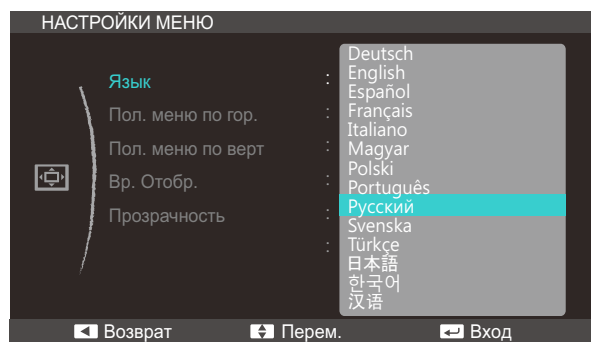 НАСТРОЙКИ МЕНЮ
Язык :
Пол. меню по гор. :
Пол. меню по верт :
Вр. Отобр. :
Прозрачность :
:
Deutsch
English
Español
Français
Italiano
Magyar
Polski
Português
Русский
Svenska
Türkçe
日本語
한국어
汉语
Возврат Перем. Вход